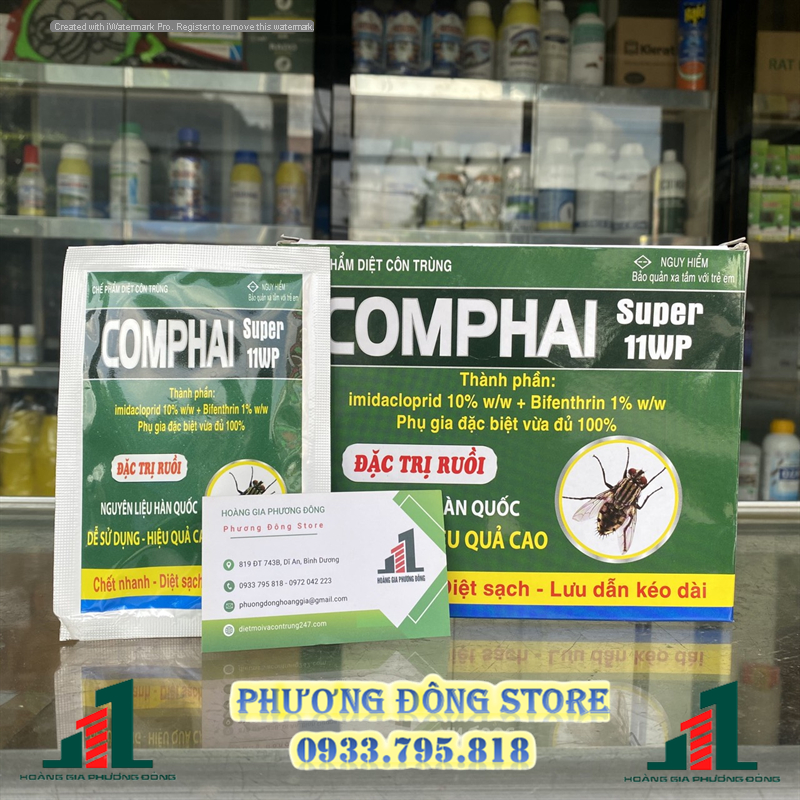 Created with iWatermark Pro. Register to remove this watermark.
Klerat
RAT
CHẾ PHẨM DIỆT CÔN TRÙNG
NGUY HIỂM
Bảo quản xa tầm với trẻ em
COMPHAI
Super
11WP
Thành phần:
imidacloprid 10% w/w + Bifenthrin 1% w/w
Phụ gia đặc biệt vừa đủ 100%
ĐẶC TRỊ RUỒI
NGUYÊN LIỆU HÀN QUỐC
DỄ SỬ DỤNG - HIỆU QUẢ CA
Chết nhanh - Diệt sạch
HẨM DIỆT CÔN TRÙNG
NGUY HIỂM
Bảo quản xa tầm với trẻ em
COMPHAI
Super
11WP
Thành phần:
imidacloprid 10% w/w + Bifenthrin 1% w/w
Phụ gia đặc biệt vừa đủ 100%
ĐẶC TRỊ RUỒI
ÀN QUỐC
ỆU QUẢ CAO
Diệt sạch - Lưu dẫn kéo dài
HOÀNG GIA PHƯƠNG ĐÔNG
Phương Đông Store
819 ĐT 743B, Dĩ An, Bình Dương
0933 795 818 - 0972 042 223
phuongdonghoanggia@gmail.com
dietmoivacontrung247.com
HOÀNG GIA PHƯƠNG ĐÔNG
PHƯƠNG ĐÔNG STORE
0933.795.818
HOÀNG GIA PHƯƠNG ĐÔNG
HOÀNG GIA PHƯƠNG ĐÔNG